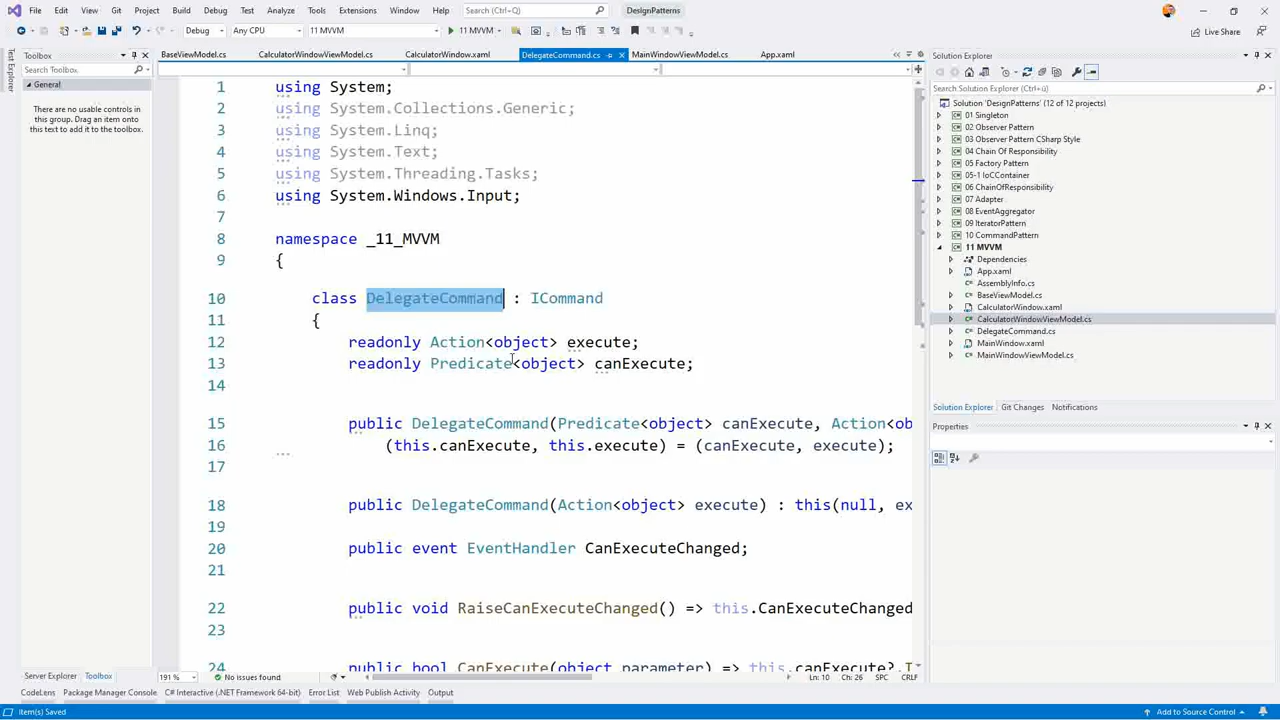 File Edit View Git Project Build Debug Test Analyze Tools Extensions Window Help Search (Ctrl+Q) DesignPatterns
Debug Any CPU 11 MVVM 11 MVVM Live Share
Test Explorer
Toolbox
Search Toolbox
General
There are no usable controls
in this group. Drag an item onto
this text to add it to the toolbox.
Server Explorer Toolbox
BaseViewModel.cs CalculatorWindowViewModel.cs CalculatorWindow.xaml DelegateCommand.cs MainWindowViewModel.cs App.xaml
1 using System;
2 using System.Collections.Generic;
3 using System.Linq;
4 using System.Text;
5 using System.Threading.Tasks;
6 using System.Windows.Input;
7
8 namespace _11_MVVM
9 {
10 class DelegateCommand : ICommand
11 {
12 readonly Action<object> execute;
13 readonly Predicate<object> canExecute;
14
15 public DelegateCommand(Predicate<object> canExecute, Action<ob
16 (this.canExecute, this.execute) = (canExecute, execute);
17
18 public DelegateCommand(Action<object> execute) : this(null, ex
19
20 public event EventHandler CanExecuteChanged;
21
22 public void RaiseCanExecuteChanged() => this.CanExecuteChanged
23
24 public bool CanExecute(object parameter) => this.canExecute?.I
191 % No issues found Ln: 10 Ch: 26 SPC CRLF
Solution Explorer
Search Solution Explorer (Ctrl+ü)
Solution 'DesignPatterns' (12 of 12 projects)
01 Singleton
02 Observer Pattern
03 Observer Pattern CSharp Style
04 Chain Of Responsibility
05 Factory Pattern
05-1 IoCContainer
06 ChainOfResponsibility
07 Adapter
08 EventAggregator
09 IteratorPattern
10 CommandPattern
11 MVVM
Dependencies
App.xaml
AssemblyInfo.cs
BaseViewModel.cs
CalculatorWindow.xaml
CalculatorWindowViewModel.cs
DelegateCommand.cs
MainWindow.xaml
MainWindowViewModel.cs
Solution Explorer Git Changes Notifications
Properties
CodeLens Package Manager Console C# Interactive (.NET Framework 64-bit) Error List Web Publish Activity Output
Item(s) Saved Add to Source Control